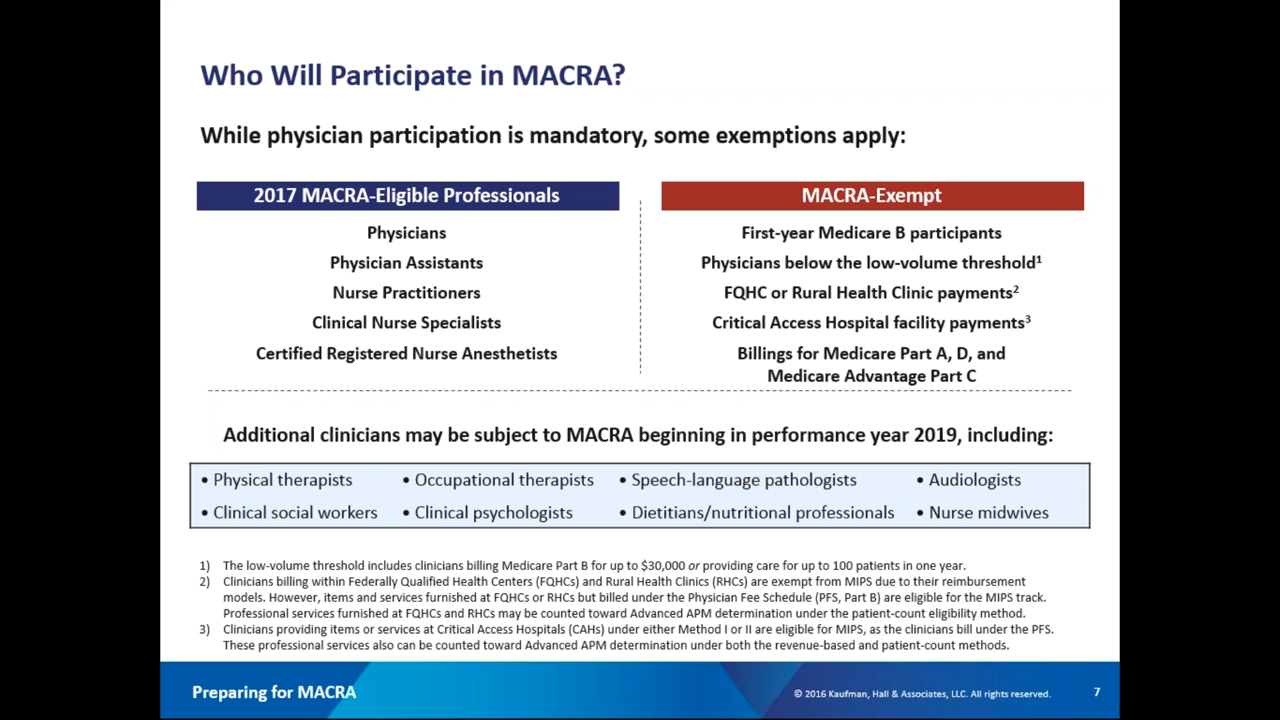 Who Will Participate in MACRA?
While physician participation is mandatory, some exemptions apply:
2017 MACRA-Eligible Professionals
Physicians
Physician Assistants
Nurse Practitioners
Clinical Nurse Specialists
Certified Registered Nurse Anesthetists
MACRA-Exempt
First-year Medicare B participants
Physicians below the low-volume threshold¹
FQHC or Rural Health Clinic payments²
Critical Access Hospital facility payments³
Billings for Medicare Part A, D, and
Medicare Advantage Part C
Additional clinicians may be subject to MACRA beginning in performance year 2019, including:
• Physical therapists • Occupational therapists • Speech-language pathologists • Audiologists
• Clinical social workers • Clinical psychologists • Dietitians/nutritional professionals • Nurse midwives
1) The low-volume threshold includes clinicians billing Medicare Part B for up to $30,000 or providing care for up to 100 patients in one year.
2) Clinicians billing within Federally Qualified Health Centers (FQHCs) and Rural Health Clinics (RHCs) are exempt from MIPS due to their reimbursement
models. However, items and services furnished at FQHCs or RHCs but billed under the Physician Fee Schedule (PFS, Part B) are eligible for the MIPS track.
Professional services furnished at FQHCs and RHCs may be counted toward Advanced APM determination under the patient-count eligibility method.
3) Clinicians providing items or services at Critical Access Hospitals (CAHs) under either Method I or II are eligible for MIPS, as the clinicians bill under the PFS.
These professional services also can be counted toward Advanced APM determination under both the revenue-based and patient-count methods.
Preparing for MACRA
© 2016 Kaufman, Hall & Associates, LLC. All rights reserved.
7